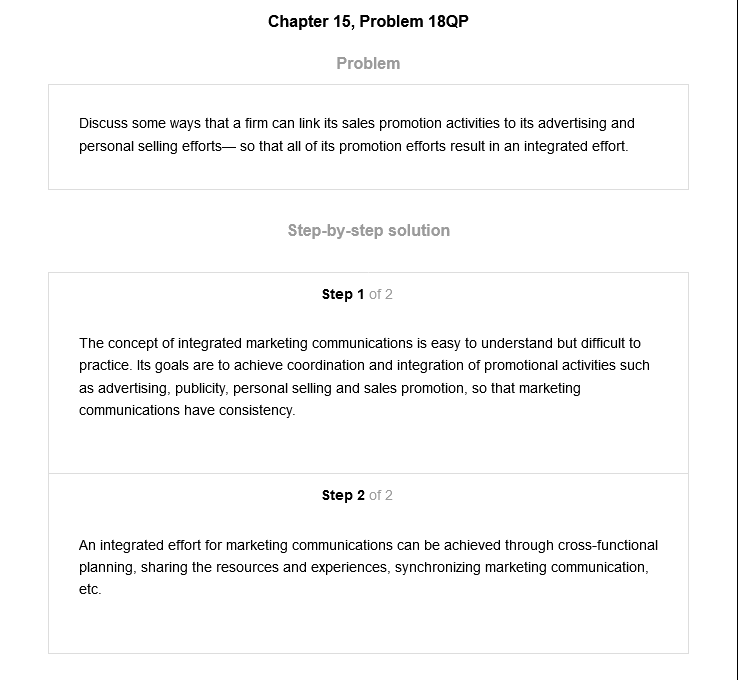 Chapter 15, Problem 18QP
Problem
Discuss some ways that a firm can link its sales promotion activities to its advertising and
personal selling efforts— so that all of its promotion efforts result in an integrated effort.
Step-by-step solution
Step 1 of 2
The concept of integrated marketing communications is easy to understand but difficult to
practice. Its goals are to achieve coordination and integration of promotional activities such
as advertising, publicity, personal selling and sales promotion, so that marketing
communications have consistency.
Step 2 of 2
An integrated effort for marketing communications can be achieved through cross-functional
planning, sharing the resources and experiences, synchronizing marketing communication,
etc.